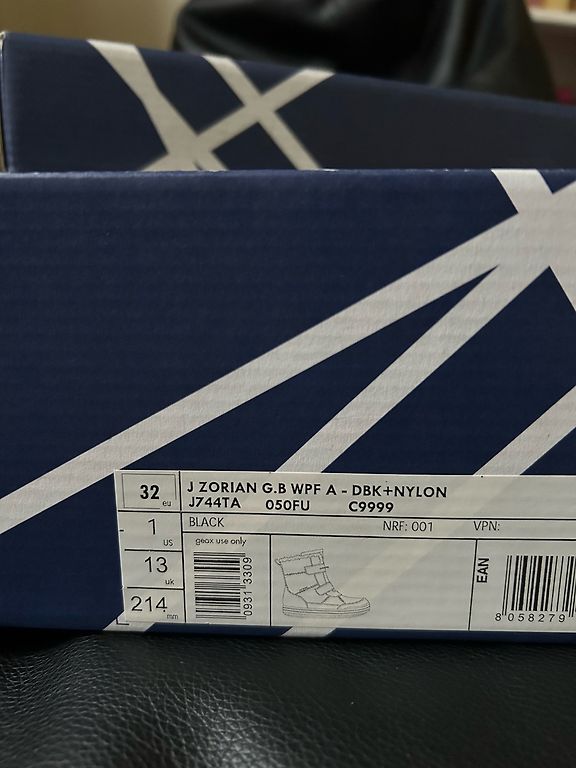 32 eu
J ZORIAN G.B WPF A - DBK+NYLON
J744TA 050FU C9999
1 US
BLACK NRF: 001 VPN:
13 uk
geox use only
0931 3309
EAN
214 mm
8 058279